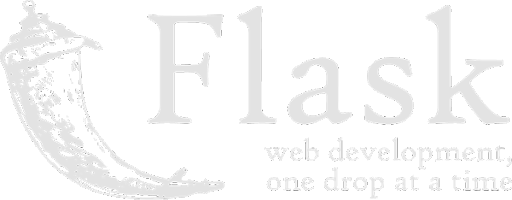 Flask
web development,
one drop at a time